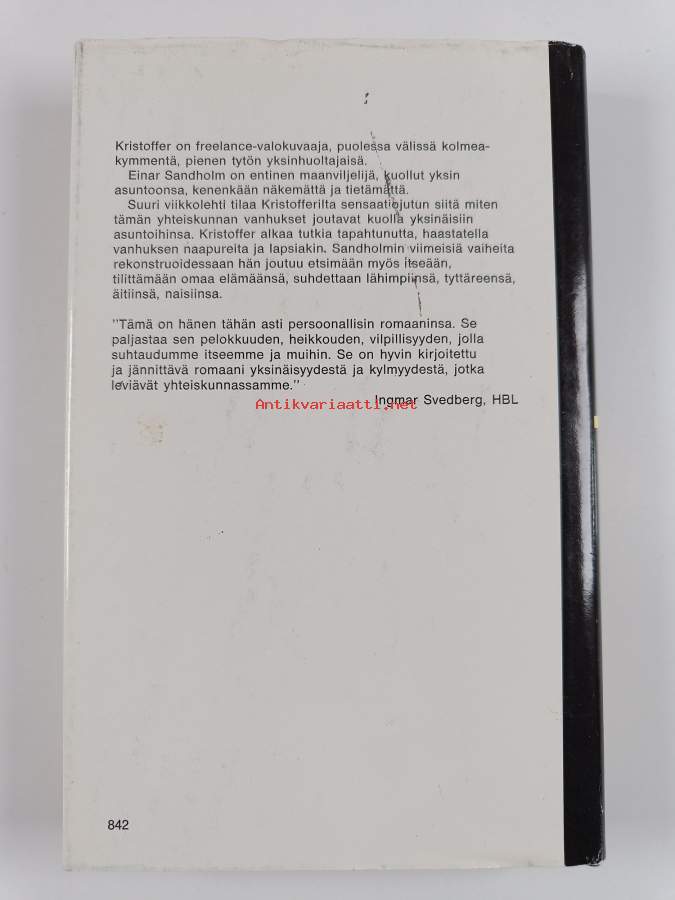 Kristoffer on freelance-valokuvaaja, puolessa välissä kolmea-
kymmentä, pienen tytön yksinhuoltajaisä.
Einar Sandholm on entinen maanviljelijä, kuollut yksin
asuntoonsa, kenenkään näkemättä ja tietämättä.
Suuri viikkolehti tilaa Kristofferilta sensaatiojutun siitä miten
tämän yhteiskunnan vanhukset joutavat kuolla yksinäisiin
asuntoihinsa. Kristoffer alkaa tutkia tapahtunutta, haastatella
vanhuksen naapureita ja lapsiakin. Sandholmin viimeisiä vaiheita
rekonstruoidessaan hän joutuu etsimään myös itseään,
tilittämään omaa elämäänsä, suhdettaan lähimpiinsä, tyttäreensä,
äitiinsä, naisiinsa.
"Tämä on hänen tähän asti persoonallisin romaaninsa. Se
paljastaa sen pelokkuuden, heikkouden, vilpillisyyden, jolla
suhtaudumme itseemme ja muihin. Se on hyvin kirjoitettu
ja jännittävä romaani yksinäisyydestä ja kylmyydestä, jotka
leviävät yhteiskunnassamme."
Antikvariaatti.net
Ingmar Svedberg, HBL
842